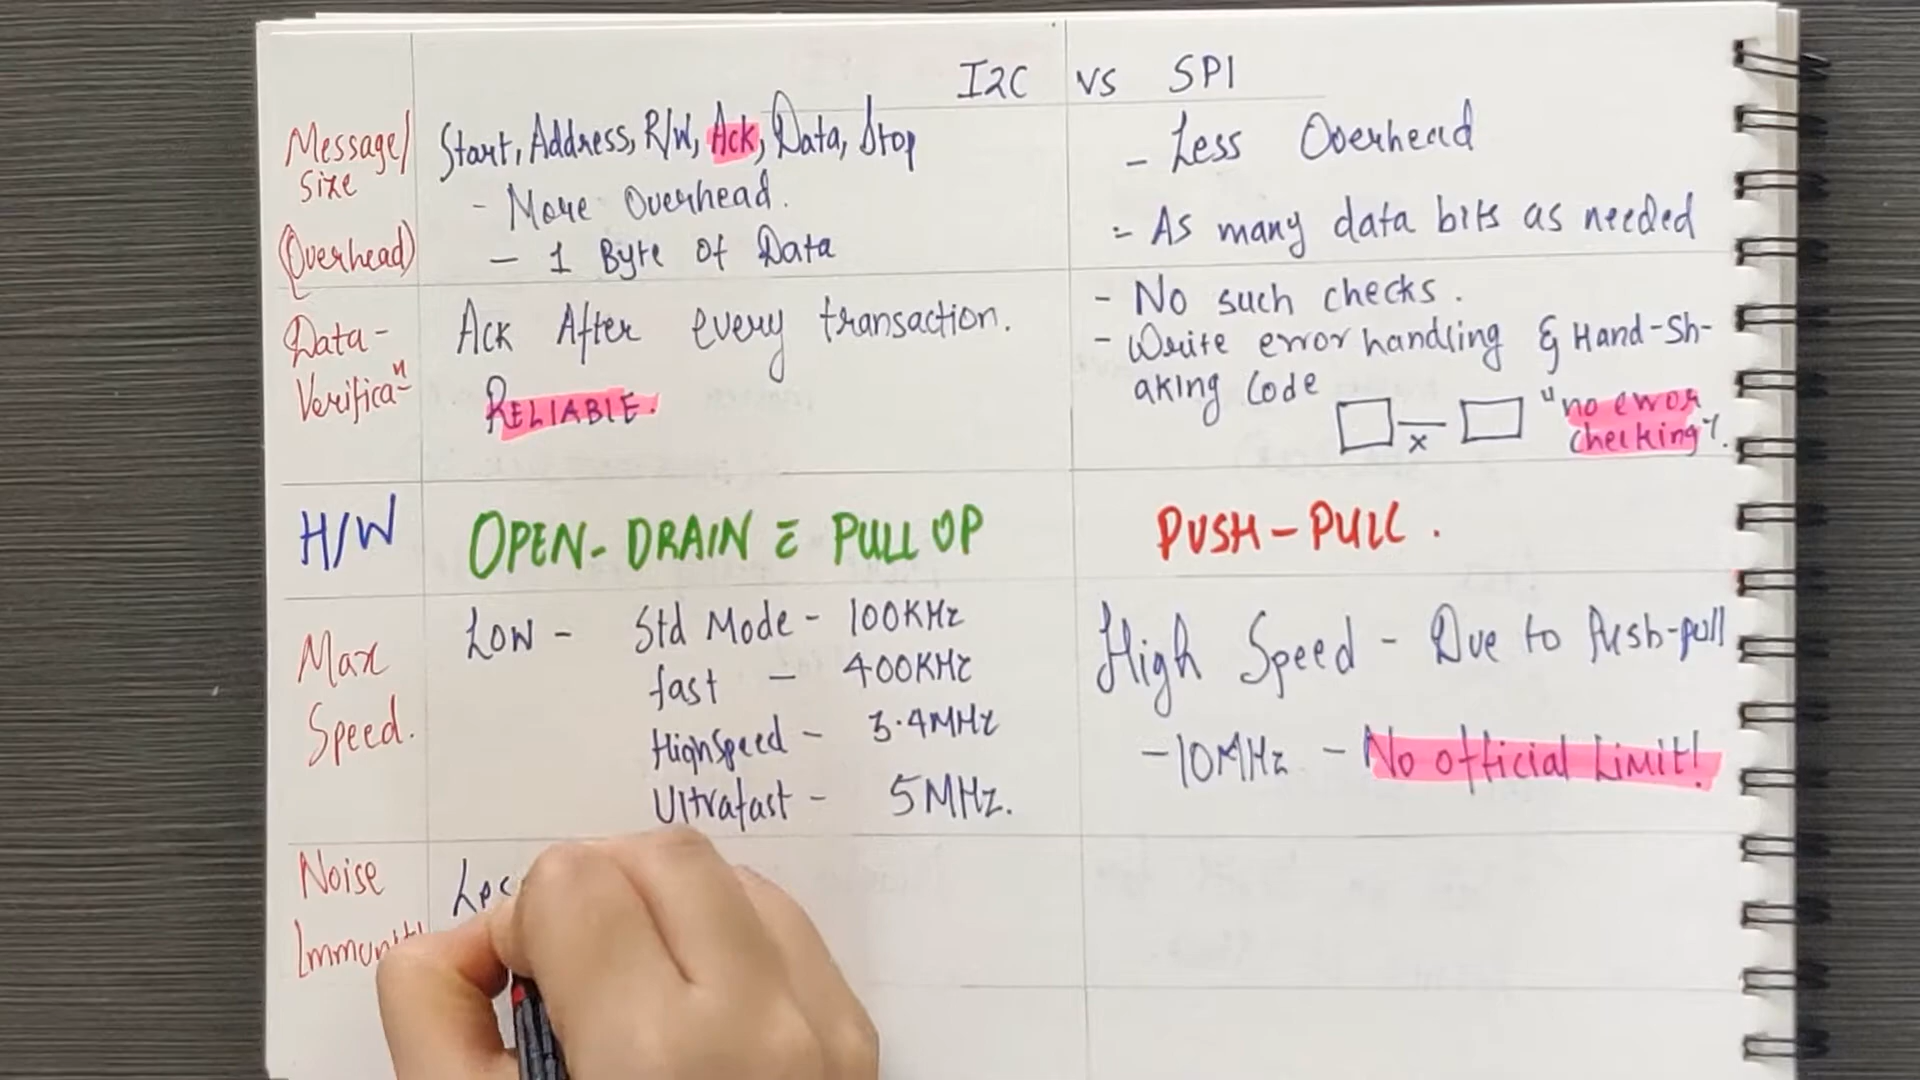 I2C vs SPI
Message/
Size
(Overhead)
Start, Address, R/W, Ack, Data, Stop
- More Overhead.
- 1 Byte Of Data
- Less Overhead
- As many data bits as needed
Data-
Verificaⁿ
Ack After every transaction.
RELIABLE.
- No such checks.
- Write error handling & Hand-Sh-
aking Code
x
"no error
checking".
H/W
OPEN-DRAIN PULL UP
PUSH-PULL.
Max
Speed.
LOW - Std Mode - 100KHz
fast - 400KHz
HighSpeed - 3.4MHz
Ultrafast - 5MHz.
High Speed - Due to Push-pull
-10MHz - No official Limit!
Noise